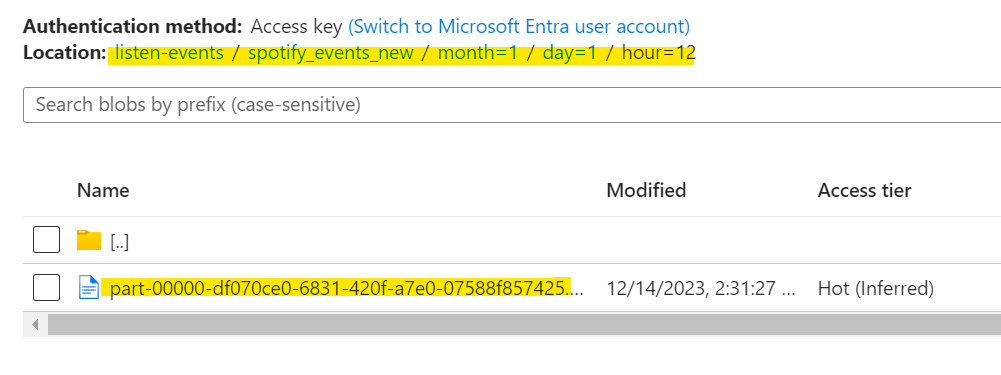 Authentication method: Access key (Switch to Microsoft Entra user account)
Location: listen-events / spotify_events_new / month=1 / day=1 / hour=12
Search blobs by prefix (case-sensitive)
Name Modified Access tier
[..]
part-00000-df070ce0-6831-420f-a7e0-07588f857425.... 12/14/2023, 2:31:27 ... Hot (Inferred)